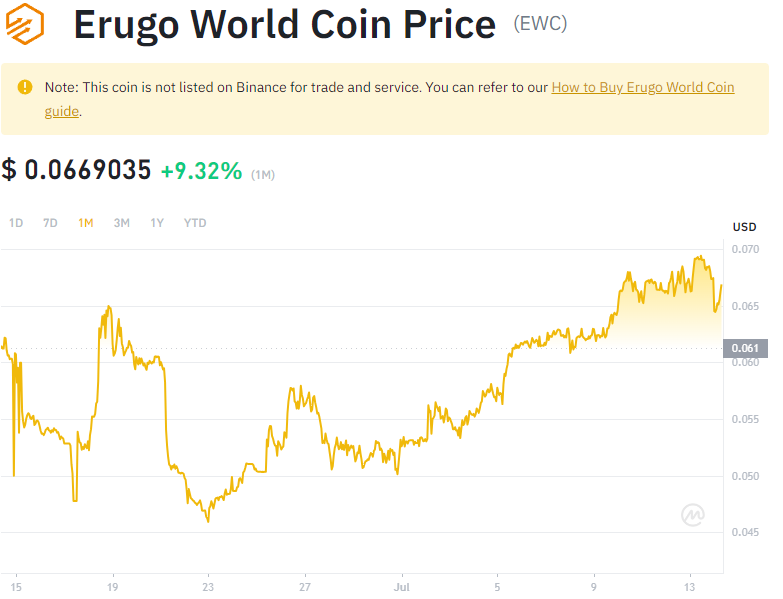 Erugo World Coin Price (EWC)
Note: This coin is not listed on Binance for trade and service. You can refer to our How to Buy Erugo World Coin
guide.
$ 0.0669035 +9.32% (1M)
1D 7D 1M 3M 1Y YTD
USD
0.070
0.065
0.061
0.060
0.055
0.050
0.045
15 19 23 27 Jul 5 9 13